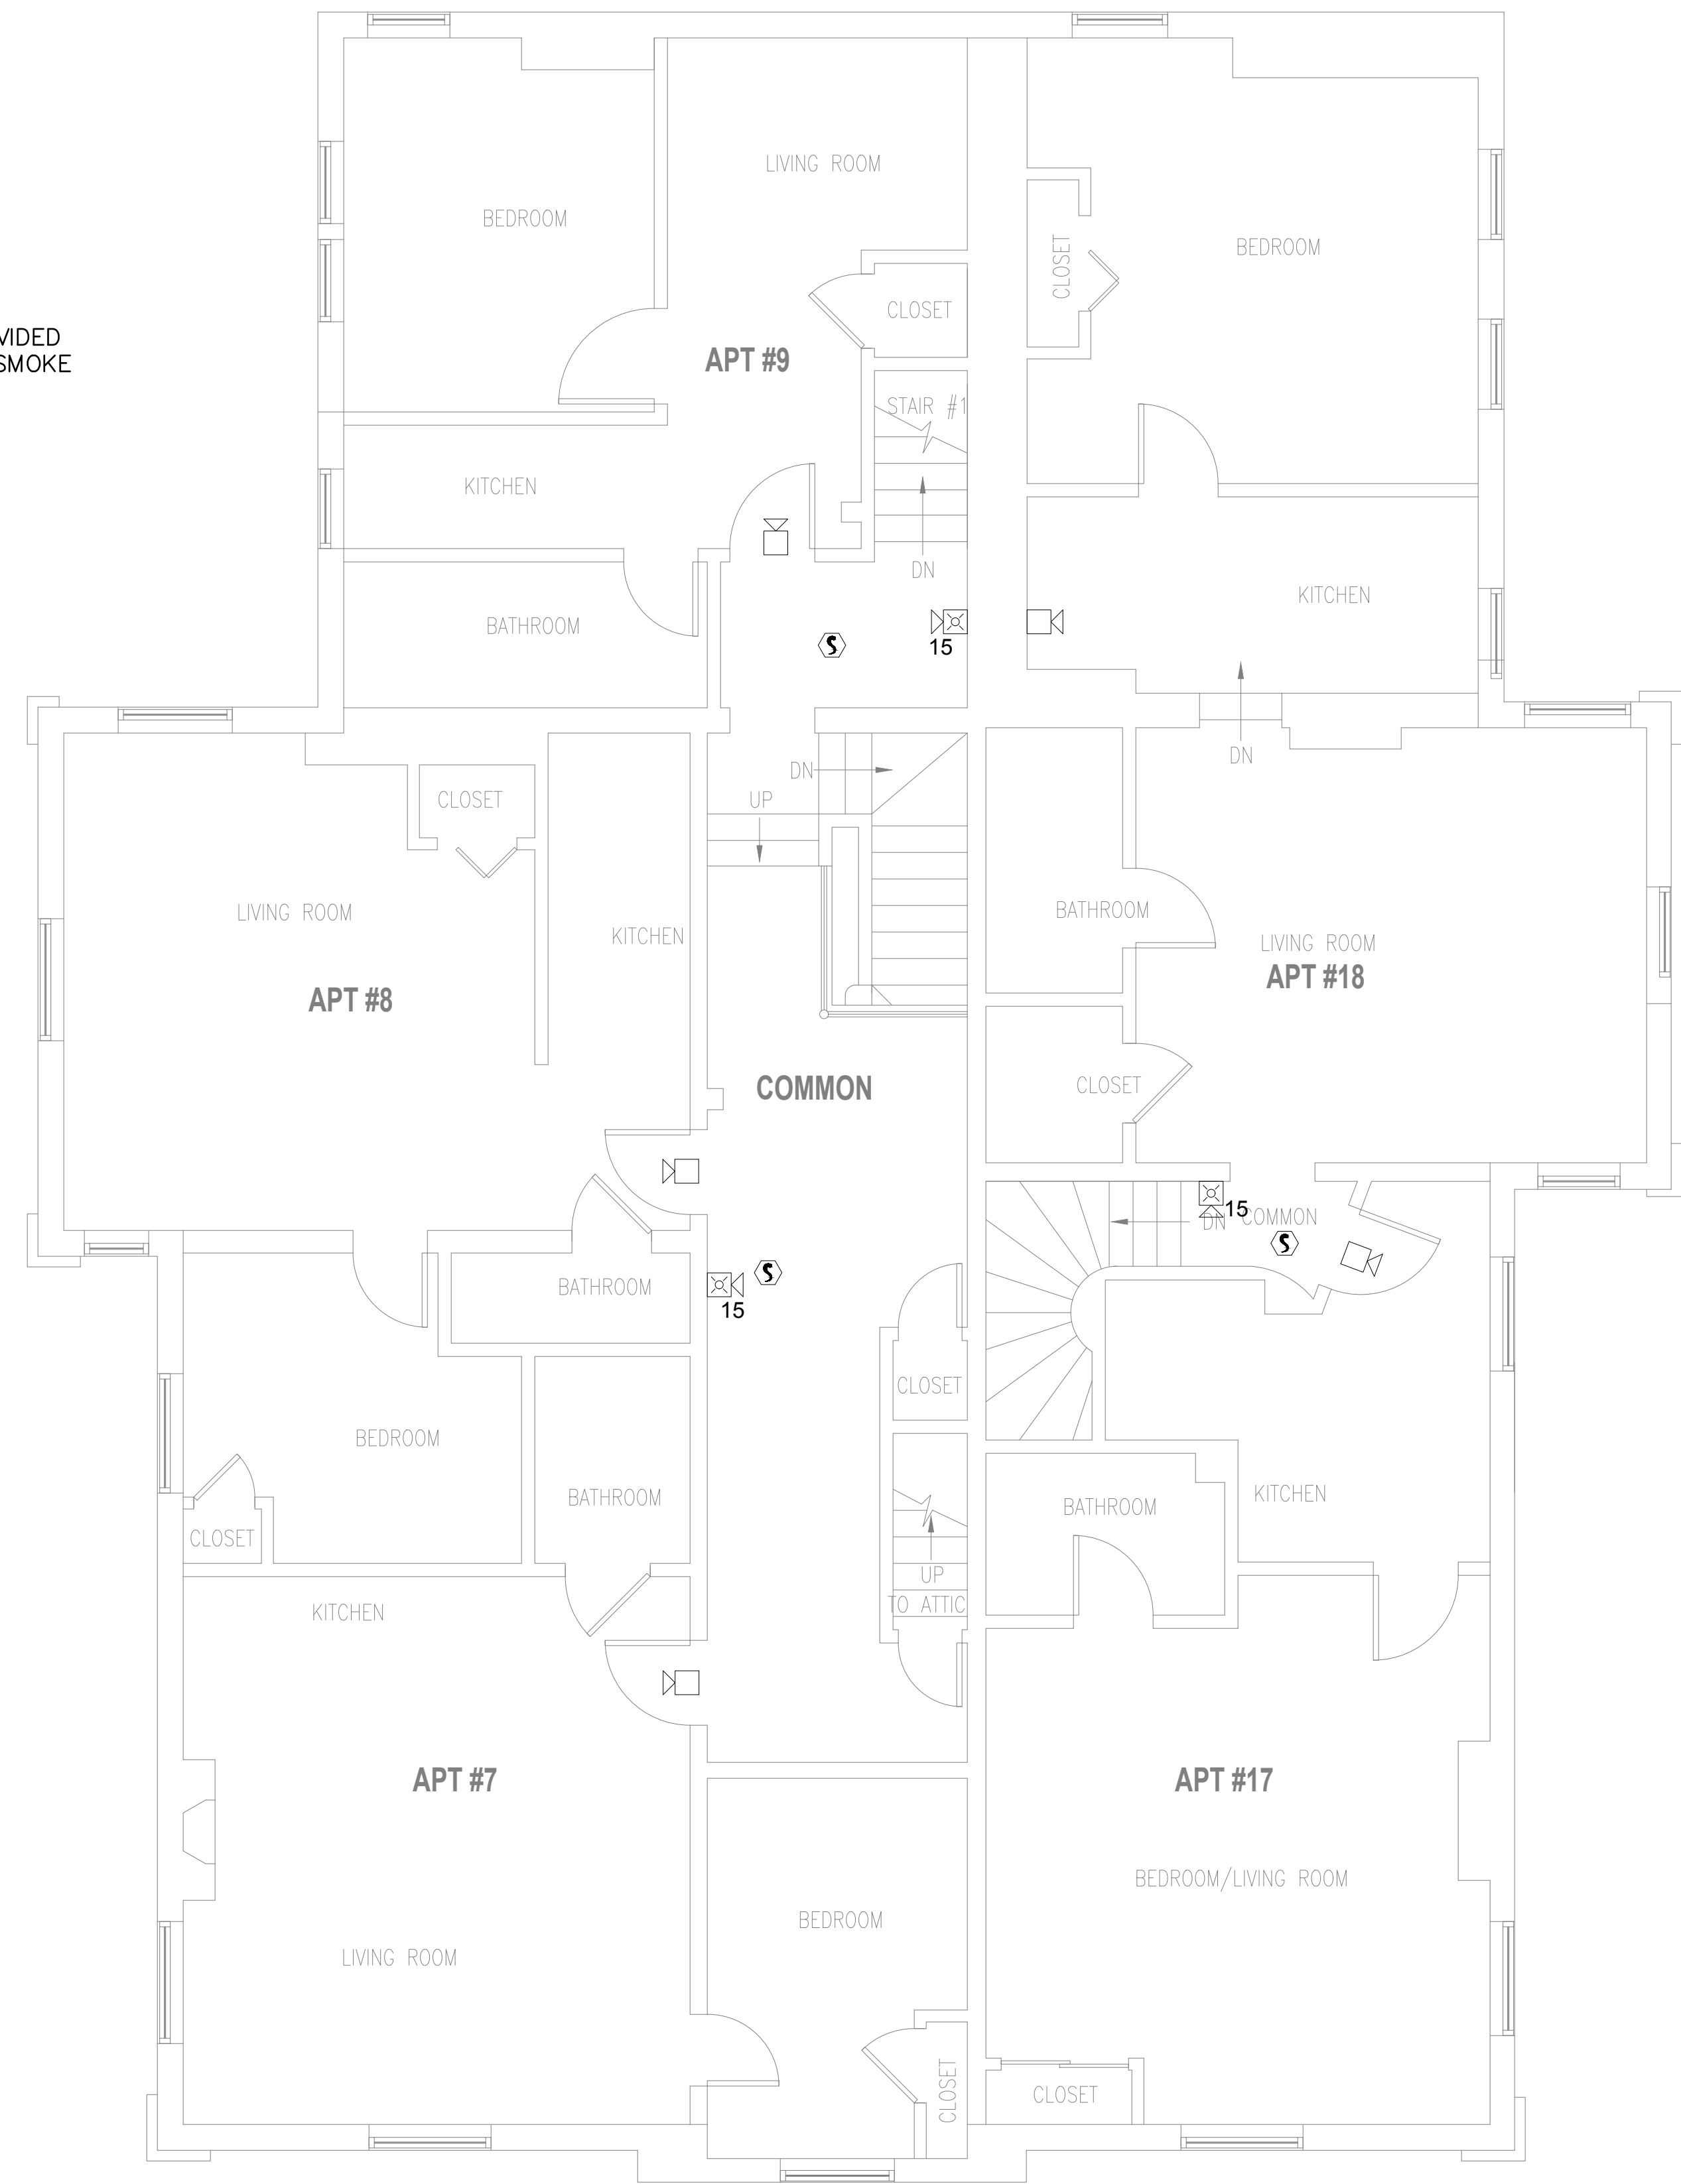 VIDED
SMOKE
LIVING ROOM
BEDROOM
BEDROOM
CLOSET
CLOSET
APT #9
STAIR #1
KITCHEN
DN
KITCHEN
BATHROOM
S
15
DN
DN
UP
CLOSET
LIVING ROOM
KITCHEN
BATHROOM
LIVING ROOM
APT #8
APT #18
COMMON
CLOSET
15
DN
COMMON
S
S
BATHROOM
15
CLOSET
BEDROOM
BATHROOM
KITCHEN
BATHROOM
CLOSET
UP
TO ATTIC
KITCHEN
APT #7
APT #17
BEDROOM/LIVING ROOM
BEDROOM
LIVING ROOM
CLOSET
CLOSET